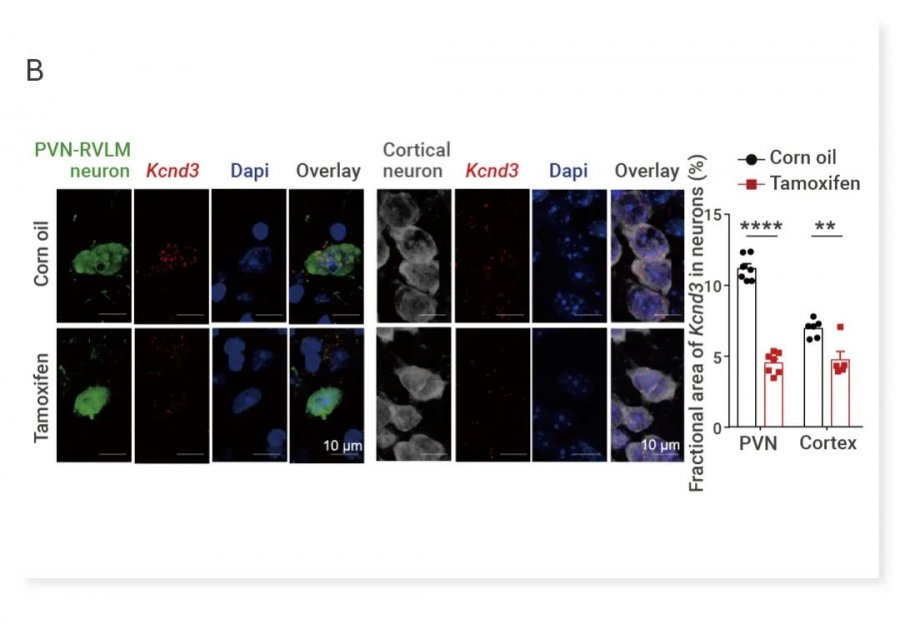 B
PVN-RVLM
neuron
Kcnd3
Dapi
Overlay
Cortical
neuron
Kcnd3
Dapi
Overlay
Corn oil
Tamoxifen
10 μm
10 μm
Fractional area of Kcnd3 in neurons (%)
Corn oil
Tamoxifen
15
10
5
0
****
**
PVN
Cortex